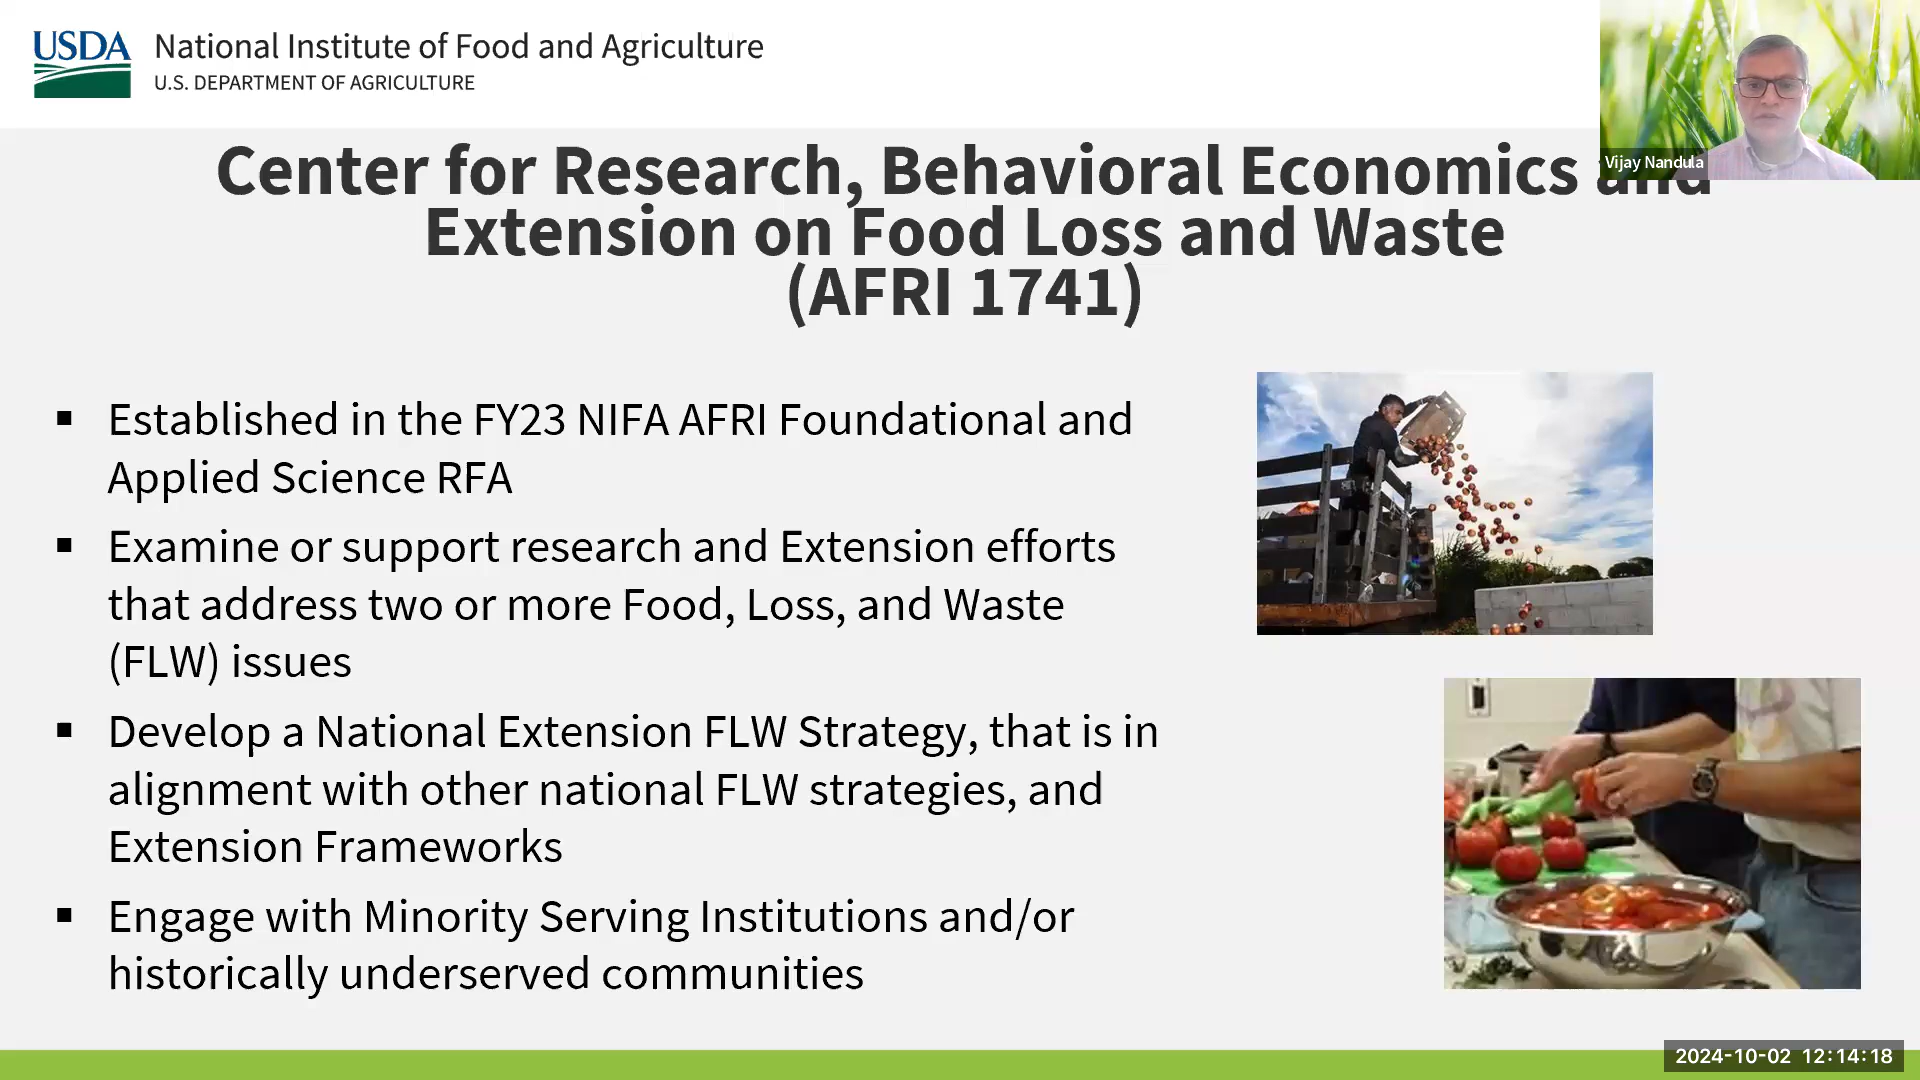 USDA
National Institute of Food and Agriculture
U.S. DEPARTMENT OF AGRICULTURE
Vijay Nandula
Center for Research, Behavioral Economics and
Extension on Food Loss and Waste
(AFRI 1741)
▪ Established in the FY23 NIFA AFRI Foundational and
Applied Science RFA
▪ Examine or support research and Extension efforts
that address two or more Food, Loss, and Waste
(FLW) issues
▪ Develop a National Extension FLW Strategy, that is in
alignment with other national FLW strategies, and
Extension Frameworks
▪ Engage with Minority Serving Institutions and/or
historically underserved communities
2024-10-02 12:14:18